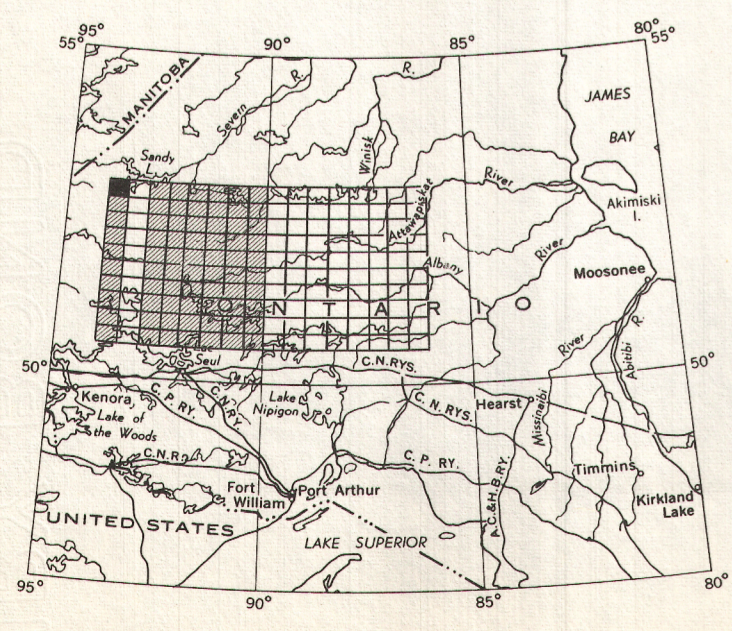 95°
90°
85°
80°
55°
55°
MANITOBA
Severn
R.
R.
JAMES
BAY
Sandy
L.
Winisk
River
Attawapiskat
Akimiski
I.
River
Albany
Moosonee
O N T A R I O
River
R.
Abitibi
Seul
C.N.RYS.
50°
50°
Kenora
C.P.RY.
C.N.RY.
Lake
Nipigon
C.N.RYS.
Hearst
Missinaibi
Lake of
the Woods
C.N.RS.
C. P. RY.
Timmins
Fort
William
Port Arthur
A.C.&H.B.RY.
Kirkland
Lake
UNITED STATES
LAKE SUPERIOR
95°
90°
85°
80°